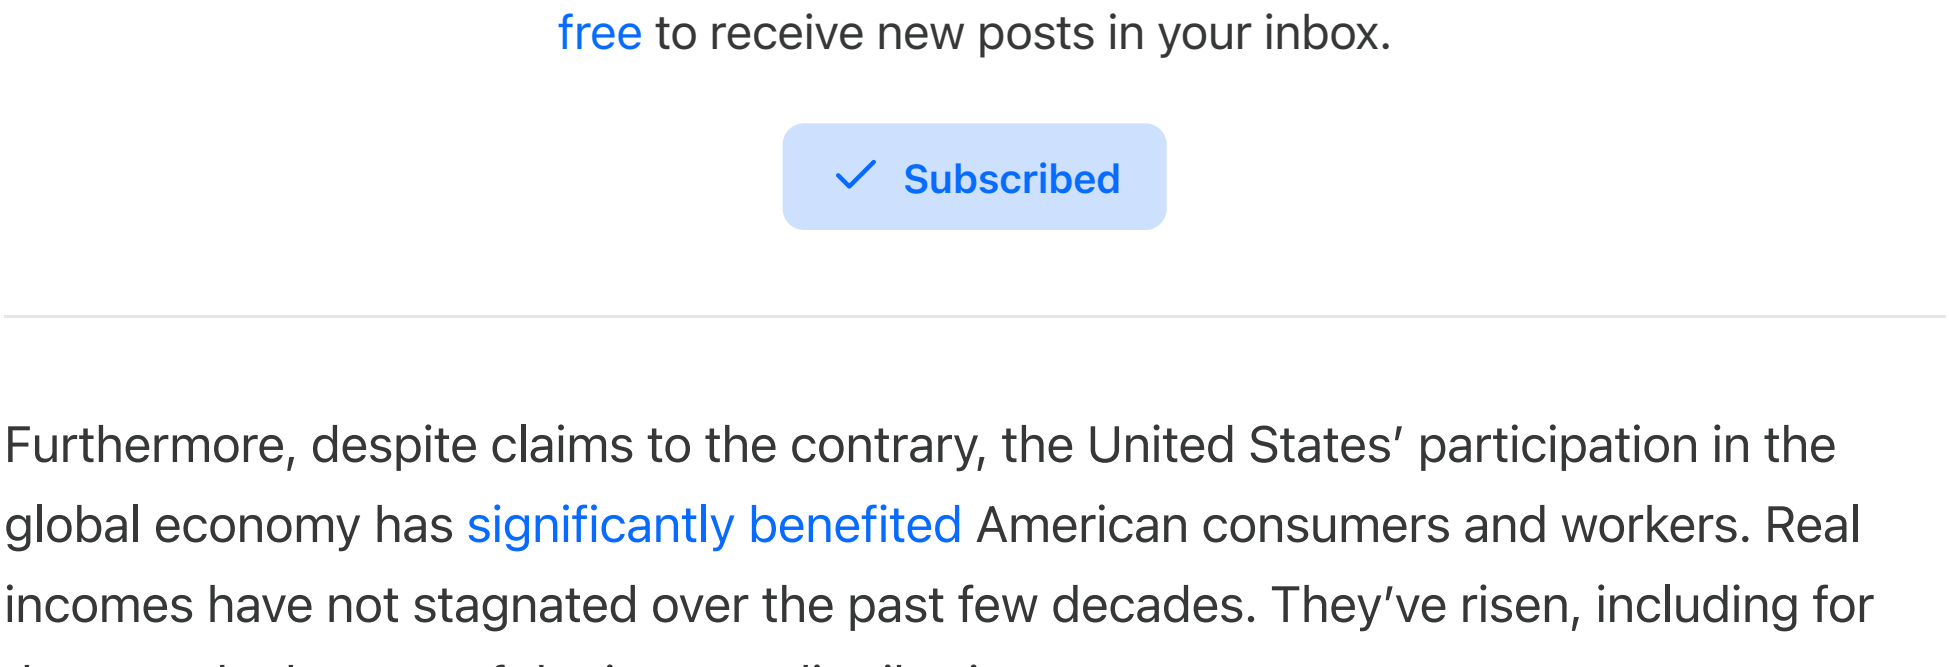 free to receive new posts in your inbox.
Subscribed
Furthermore, despite claims to the contrary, the United States’ participation in the
global economy has significantly benefited American consumers and workers. Real
incomes have not stagnated over the past few decades. They’ve risen, including for